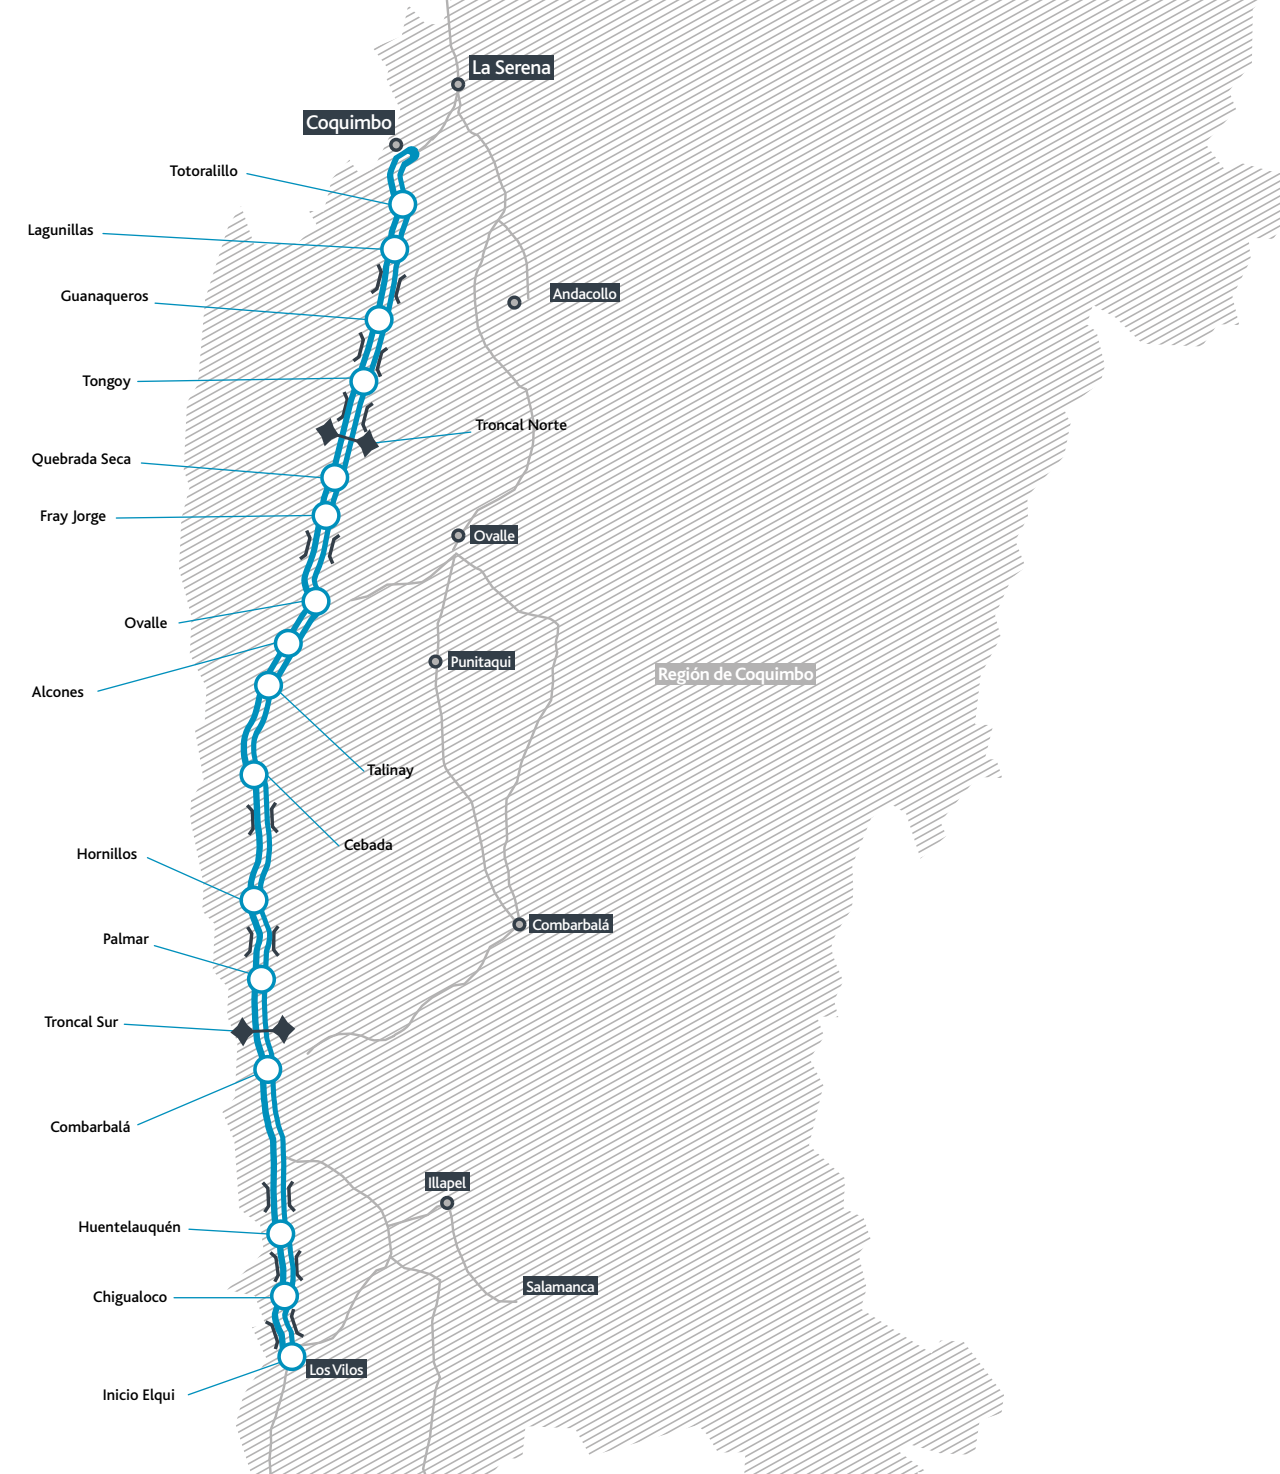 La Serena
Coquimbo
Totoralillo
Lagunillas
Guanaqueros
Andacollo
Tongoy
Troncal Norte
Quebrada Seca
Fray Jorge
Ovalle
Ovalle
Punitaqui
Región de Coquimbo
Alcones
Talinay
Cebada
Hornillos
Combarbalá
Palmar
Troncal Sur
Combarbalá
Illapel
Huentelauquén
Salamanca
Chigualoco
Los Vilos
Inicio Elqui